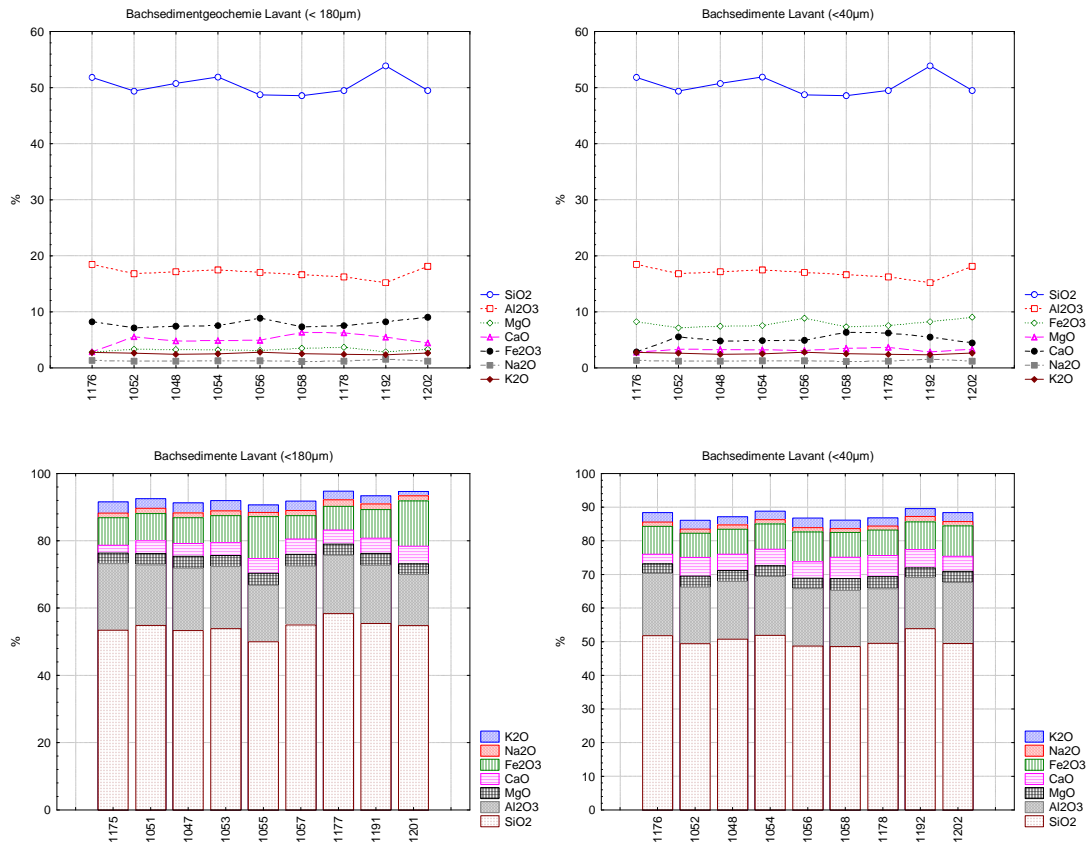 Bachsedimentgeochemie Lavant (< 180µm)
60
50
40
30
20
10
0
%
1176
1052
1048
1054
1056
1058
1178
1192
1202
SiO2
Al2O3
MgO
CaO
Fe2O3
Na2O
K2O
Bachsedimente Lavant (<40µm)
60
50
40
30
20
10
0
%
1176
1052
1048
1054
1056
1058
1178
1192
1202
SiO2
Al2O3
Fe2O3
MgO
CaO
Na2O
K2O
Bachsedimente Lavant (<180µm)
100
80
60
40
20
0
%
1175
1051
1047
1053
1055
1057
1177
1191
1201
K2O
Na2O
Fe2O3
CaO
MgO
Al2O3
SiO2
Bachsedimente Lavant (<40µm)
100
90
80
70
60
50
40
30
20
10
0
%
1176
1052
1048
1054
1056
1058
1178
1192
1202
K2O
Na2O
Fe2O3
CaO
MgO
Al2O3
SiO2